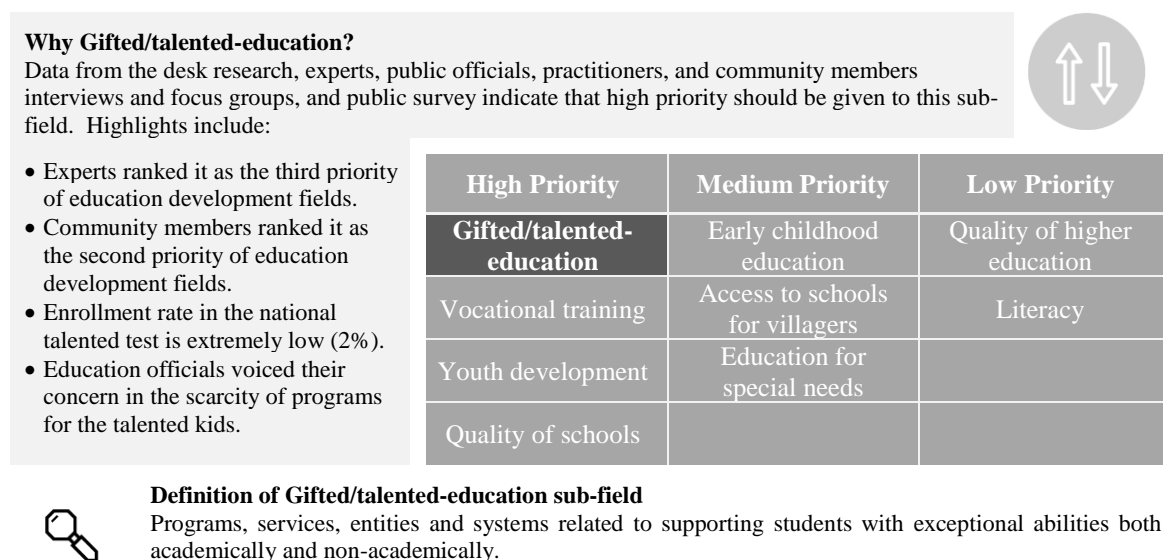 Why Gifted/talented-education?
Data from the desk research, experts, public officials, practitioners, and community members
interviews and focus groups, and public survey indicate that high priority should be given to this sub-
field.  Highlights include:
• Experts ranked it as the third priority
of education development fields.
• Community members ranked it as
the second priority of education
development fields.
• Enrollment rate in the national
talented test is extremely low (2%).
• Education officials voiced their
concern in the scarcity of programs
for the talented kids.
High Priority Medium Priority Low Priority
Gifted/talented- Early childhood Quality of higher
education education education
Vocational training Access to schools Literacy
for villagers
Youth development Education for
special needs
Quality of schools
Definition of Gifted/talented-education sub-field
Programs, services, entities and systems related to supporting students with exceptional abilities both
academically and non-academically.